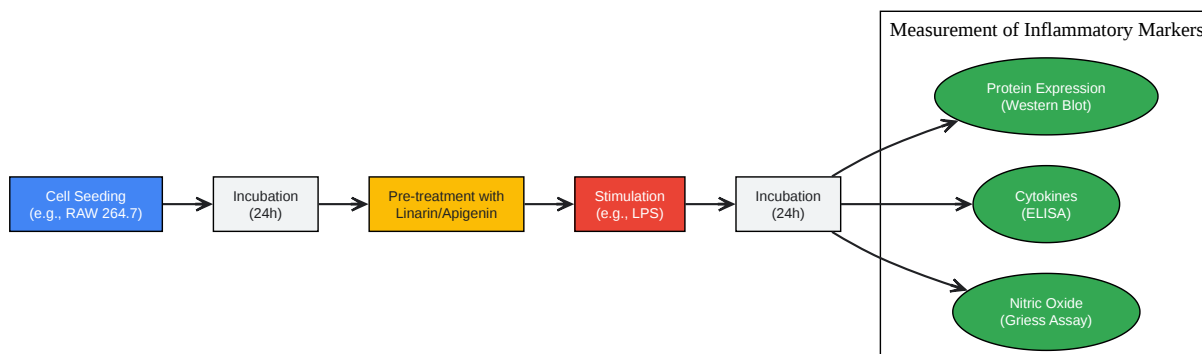 Measurement of Inflammatory Markers
Cell Seeding
(e.g., RAW 264.7)
Incubation
(24h)
Pre-treatment with
Linarin/Apigenin
Stimulation
(e.g., LPS)
Incubation
(24h)
Protein Expression
(Western Blot)
Cytokines
(ELISA)
Nitric Oxide
(Griess Assay)